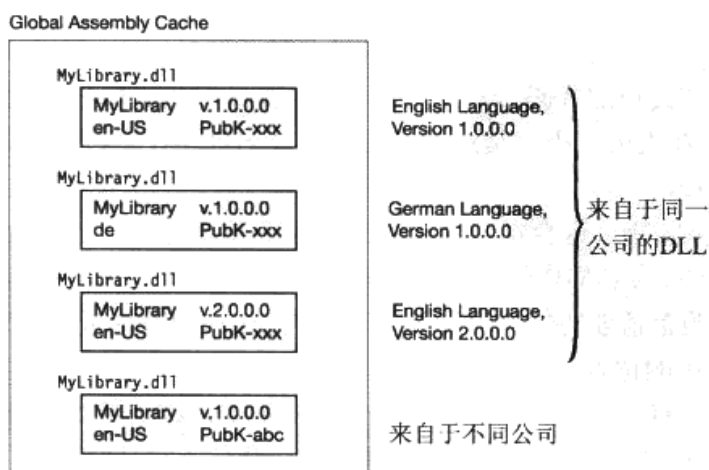 Global Assembly Cache
MyLibrary.dll
MyLibrary v.1.0.0.0
en-US PubK-xxx
English Language,
Version 1.0.0.0
MyLibrary.dll
MyLibrary v.1.0.0.0
de PubK-xxx
German Language,
Version 1.0.0.0
来自于同一
公司的DLL
MyLibrary.dll
MyLibrary v.2.0.0.0
en-US PubK-xxx
English Language,
Version 2.0.0.0
MyLibrary.dll
MyLibrary v.1.0.0.0
en-US PubK-abc
来自于不同公司